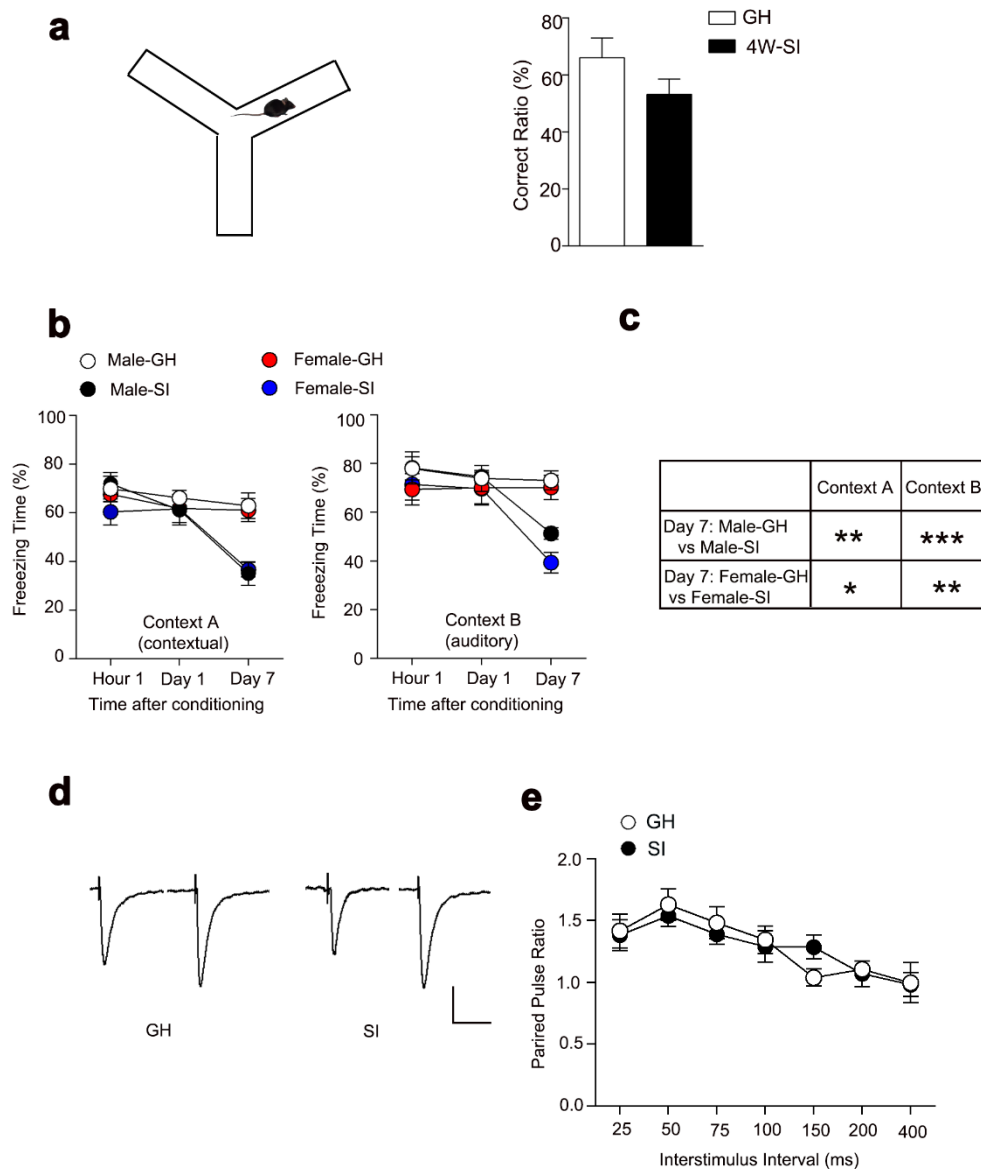 a
80
60
40
20
0
Correct Ratio (%)
GH
4W-SI
b
Male-GH
Male-SI
Female-GH
Female-SI
100
80
60
40
20
0
Freeezing Time (%)
Context A
(contextual)
Hour 1 Day 1 Day 7
Time after conditioning
100
80
60
40
20
0
Freezing Time (%)
Context B
(auditory)
Hour 1 Day 1 Day 7
Time after conditioning
c
Context A Context B
Day 7: Male-GH
vs Male-SI
** ***
Day 7: Female-GH
vs Female-SI
* **
d
GH SI
e
GH
SI
2.0
1.5
1.0
0.5
0.0
Parired Pulse Ratio
25 50 75 100 150 200 400
Interstimulus Interval (ms)